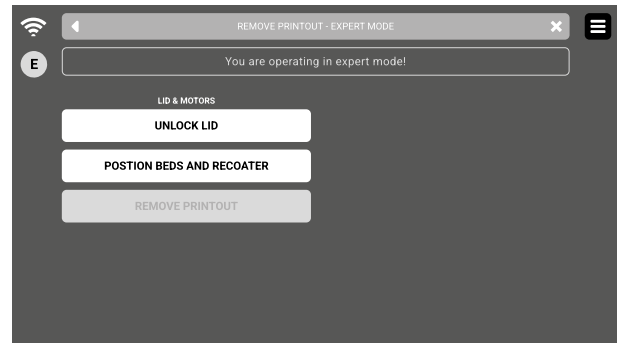 REMOVE PRINTOUT - EXPERT MODE
E
You are operating in expert mode!
LID & MOTORS
UNLOCK LID
POSTION BEDS AND RECOATER
REMOVE PRINTOUT